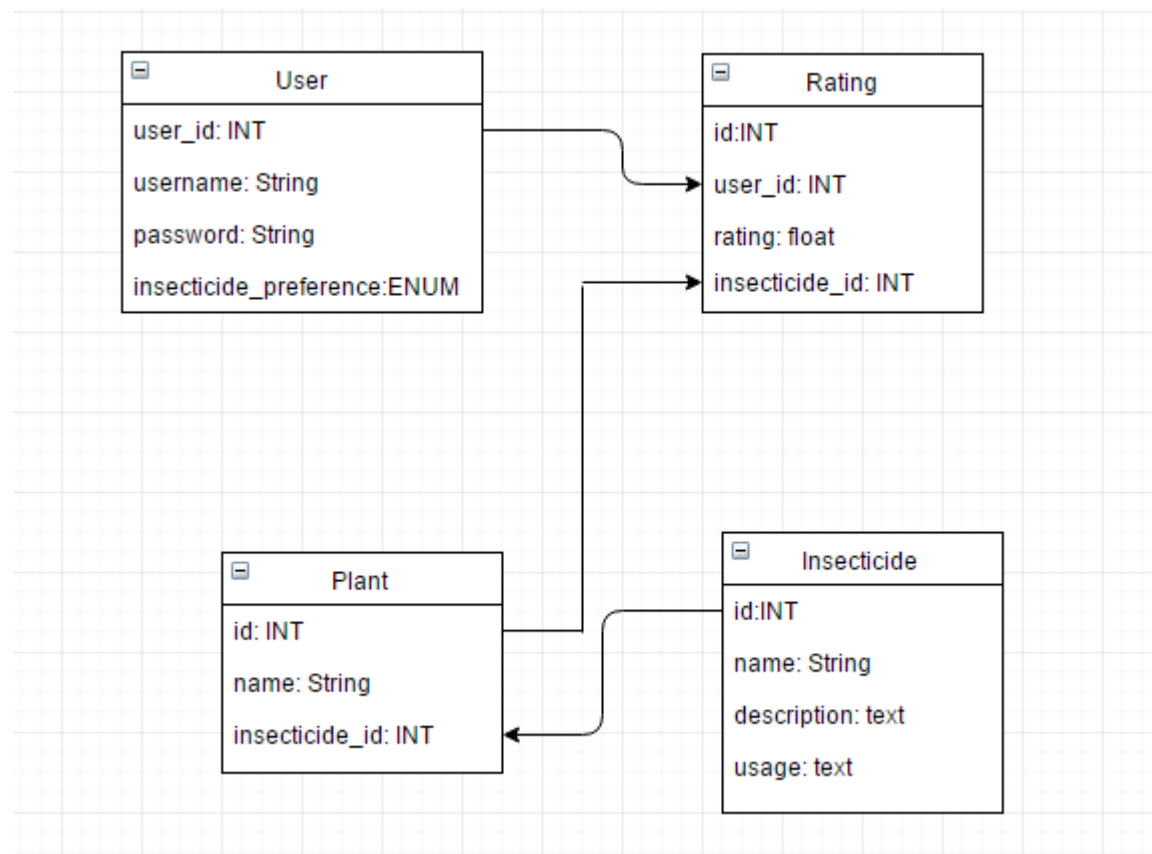 User
user_id: INT
username: String
password: String
insecticide_preference:ENUM
Rating
id:INT
user_id: INT
rating: float
insecticide_id: INT
Plant
id: INT
name: String
insecticide_id: INT
Insecticide
id:INT
name: String
description: text
usage: text